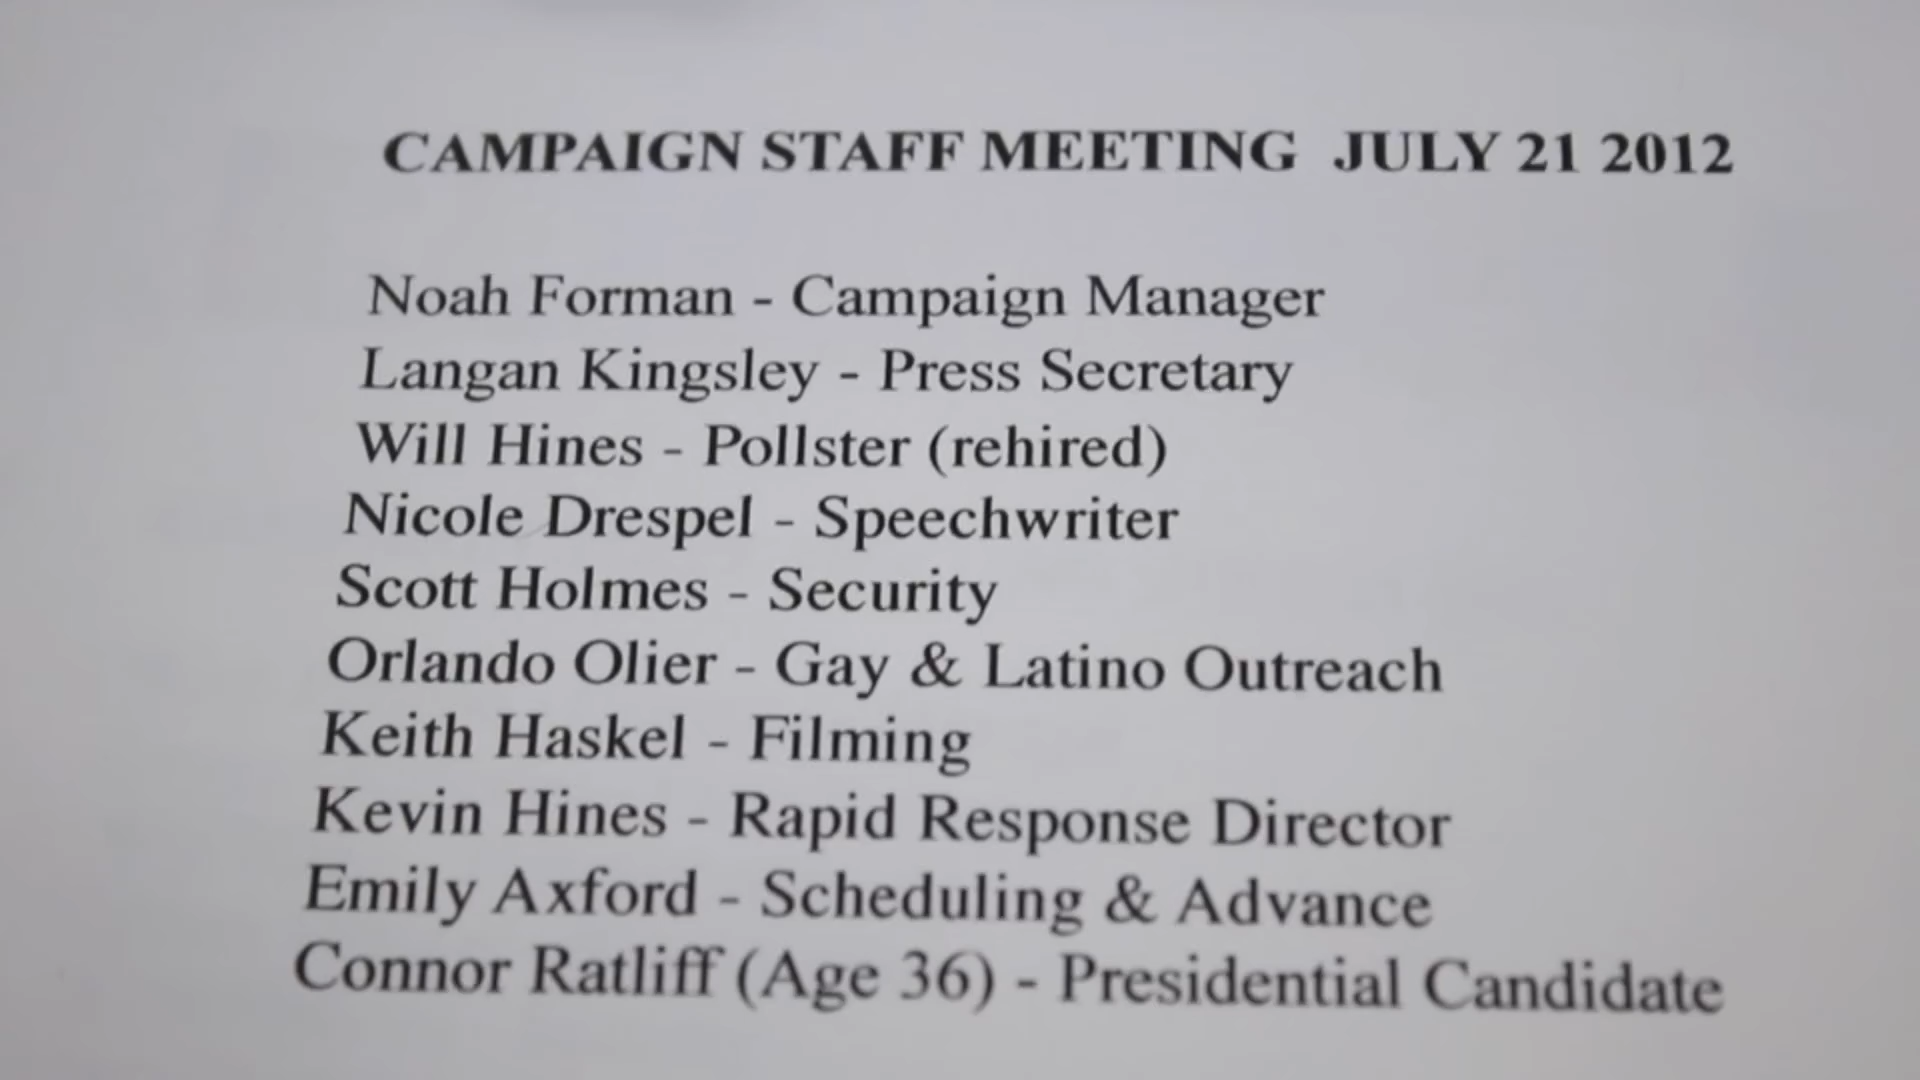 CAMPAIGN STAFF MEETING JULY 21 2012
Noah Forman - Campaign Manager
Langan Kingsley - Press Secretary
Will Hines - Pollster (rehired)
Nicole Drespel - Speechwriter
Scott Holmes - Security
Orlando Olier - Gay & Latino Outreach
Keith Haskel - Filming
Kevin Hines - Rapid Response Director
Emily Axford - Scheduling & Advance
Connor Ratliff (Age 36) - Presidential Candidate